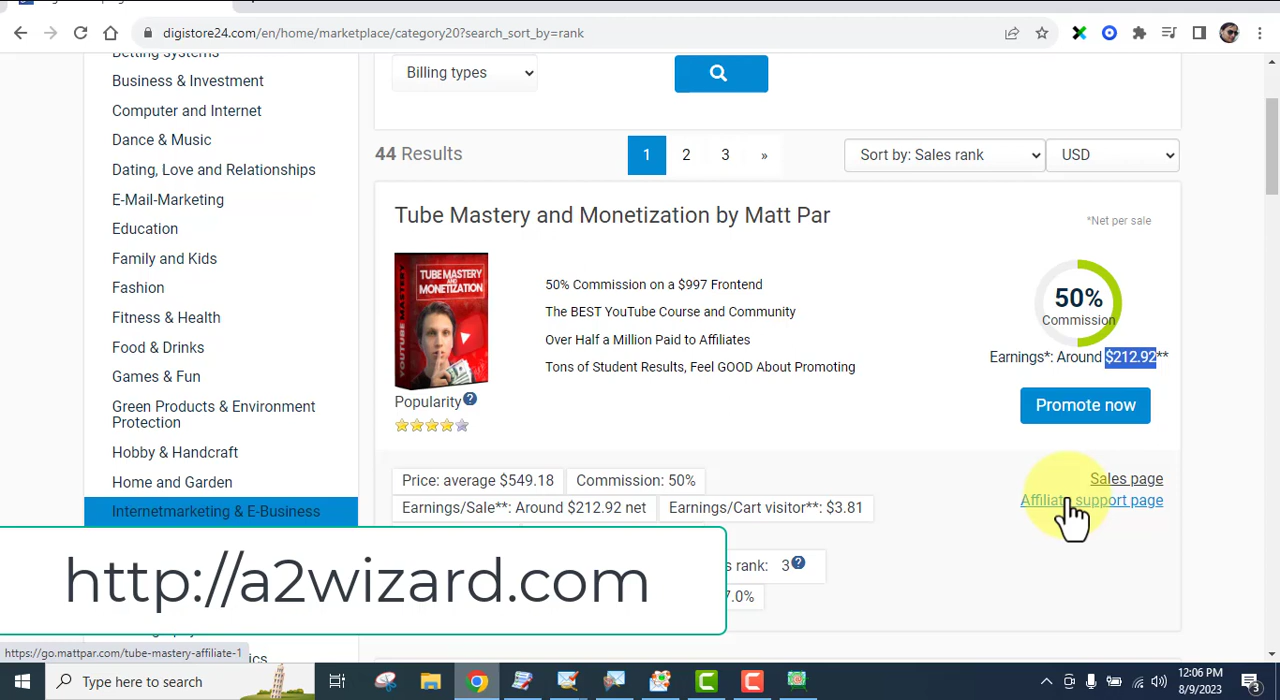 digistore24.com/en/home/marketplace/category20?search_sort_by=rank
Betting systems
Business & Investment
Computer and Internet
Dance & Music
Dating, Love and Relationships
E-Mail-Marketing
Education
Family and Kids
Fashion
Fitness & Health
Food & Drinks
Games & Fun
Green Products & Environment
Protection
Hobby & Handcraft
Home and Garden
Internetmarketing & E-Business
Billing types
44 Results
1 2 3 »
Sort by: Sales rank
USD
Tube Mastery and Monetization by Matt Par
*Net per sale
TUBE MASTERY
AND
MONETIZATION
YOUTUBE MASTERY
50% Commission on a $997 Frontend
The BEST YouTube Course and Community
Over Half a Million Paid to Affiliates
Tons of Student Results, Feel GOOD About Promoting
50%
Commission
Earnings*: Around $212.92**
Popularity
Promote now
Price: average $549.18
Commission: 50%
Sales page
Earnings/Sale**: Around $212.92 net
Earnings/Cart visitor**: $3.81
Affiliate support page
rank: 3
7.0%
http://a2wizard.com
https://go.mattpar.com/tube-mastery-affiliate-1
Type here to search
12:06 PM
8/9/2023
3